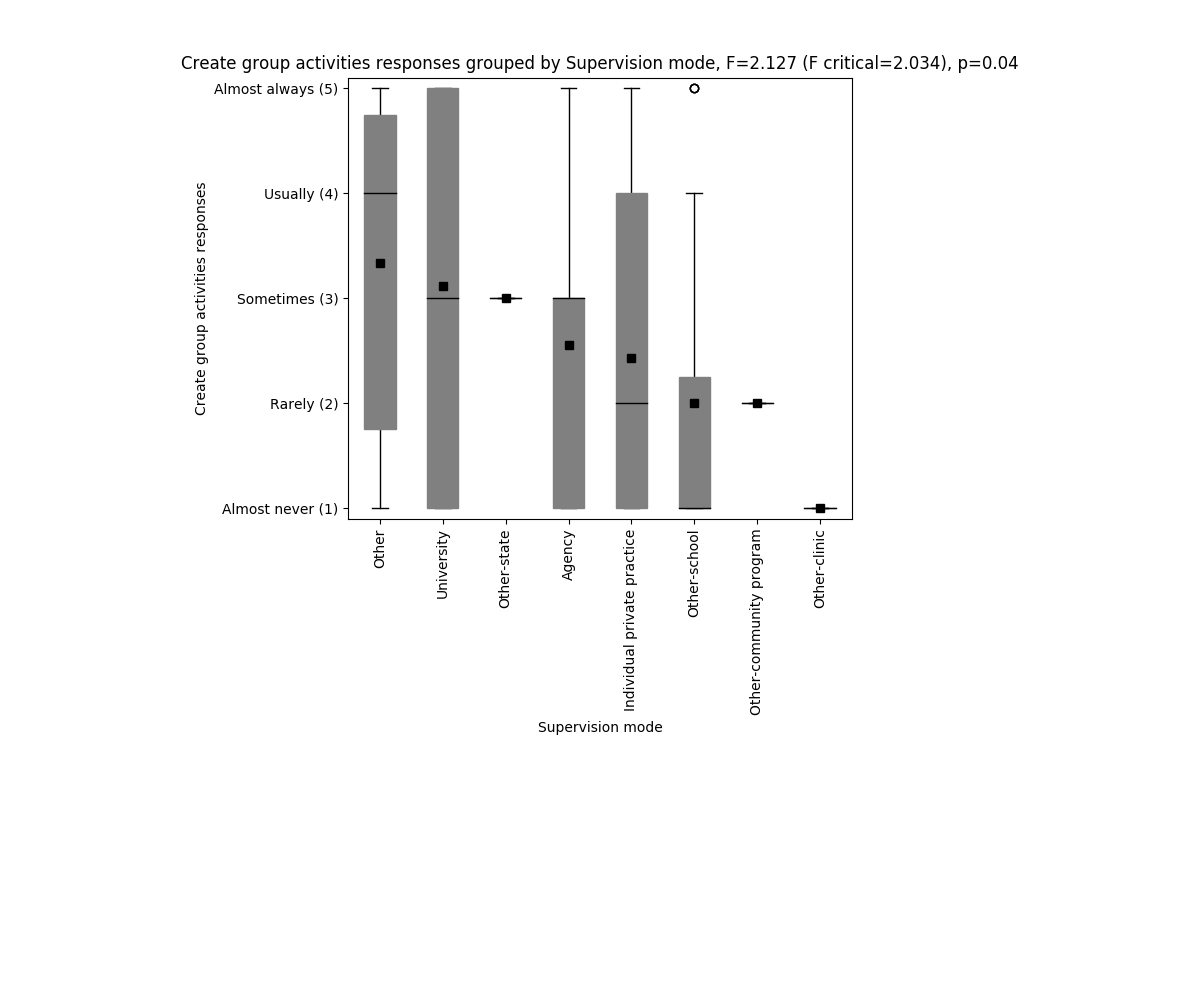 Create group activities responses grouped by Supervision mode, F=2.127 (F critical=2.034), p=0.04
Almost always (5)
Usually (4)
Sometimes (3)
Rarely (2)
Almost never (1)
Create group activities responses
Other
University
Other-state
Agency
Individual private practice
Other-school
Other-community program
Other-clinic
Supervision mode